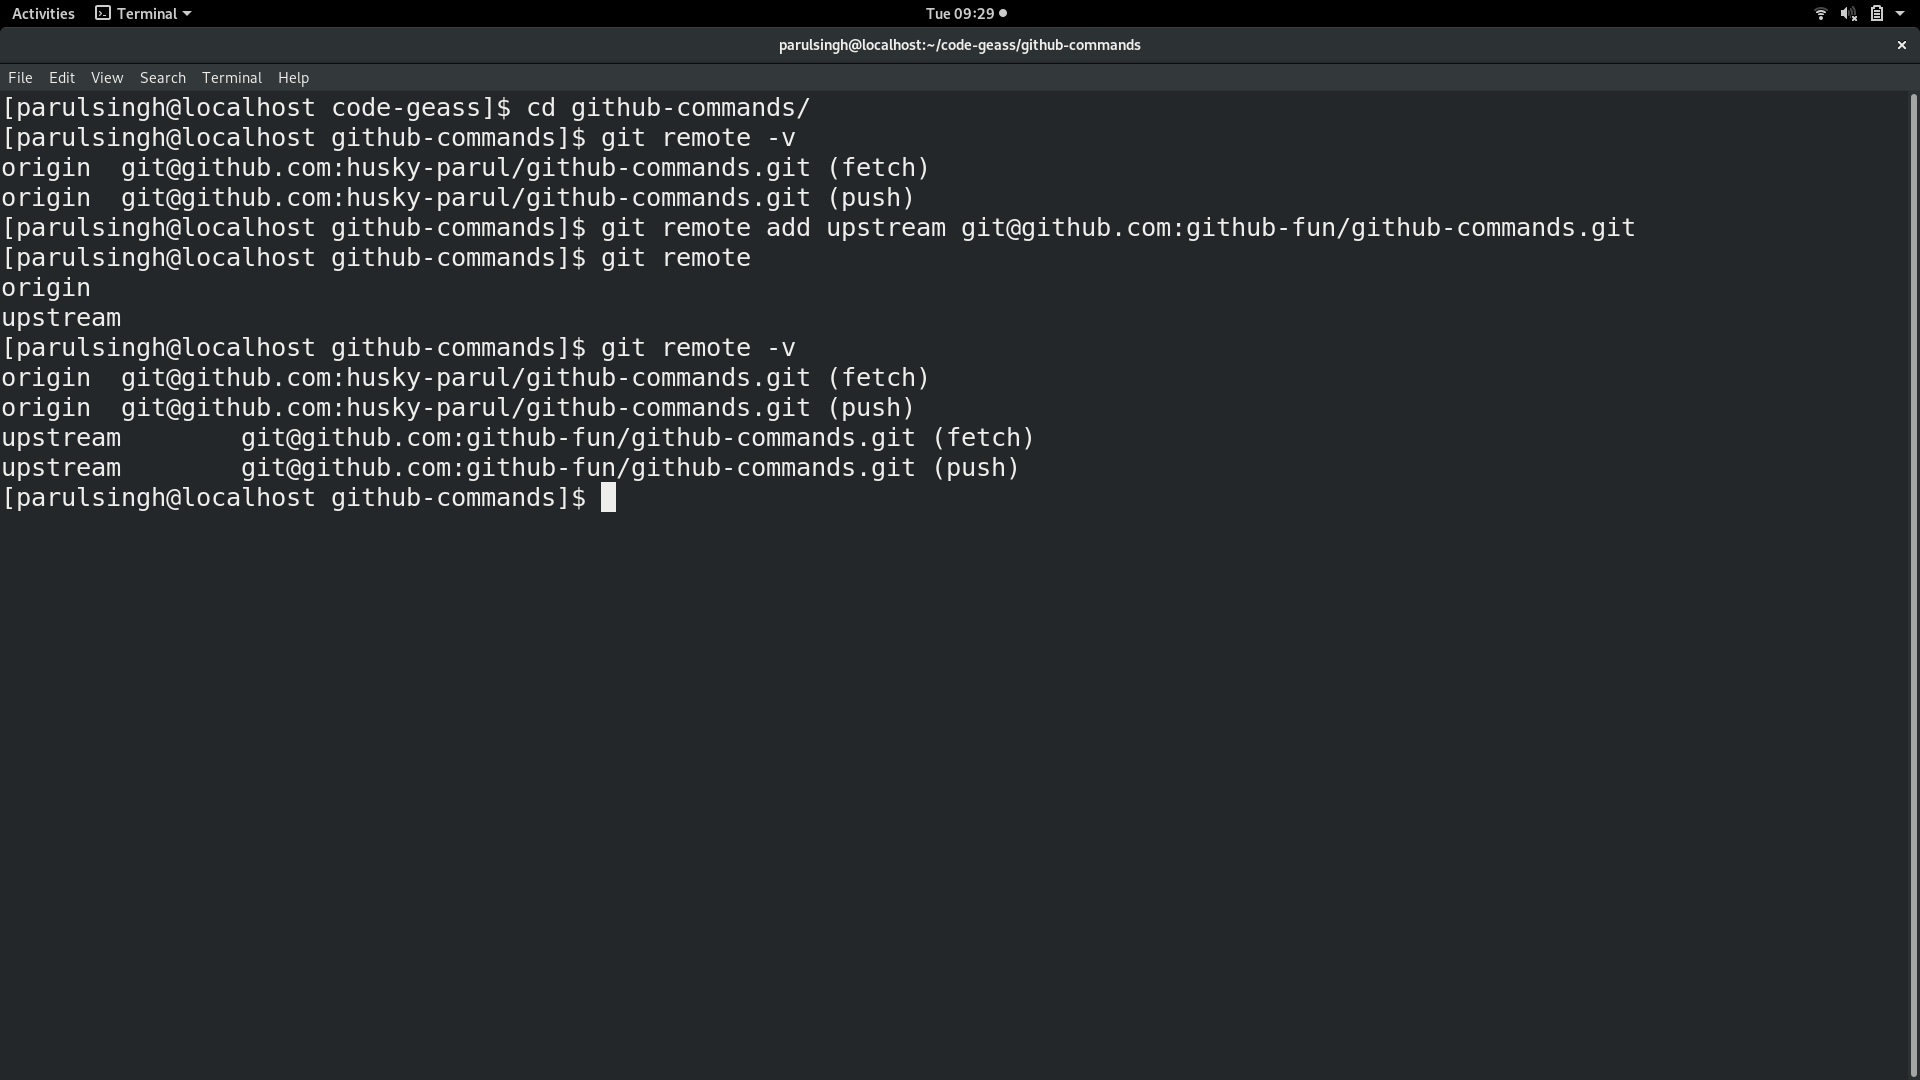 Activities Terminal Tue 09:29
parulsingh@localhost:~/code-geass/github-commands
File Edit View Search Terminal Help
[parulsingh@localhost code-geass]$ cd github-commands/
[parulsingh@localhost github-commands]$ git remote -v
origin  git@github.com:husky-parul/github-commands.git (fetch)
origin  git@github.com:husky-parul/github-commands.git (push)
[parulsingh@localhost github-commands]$ git remote add upstream git@github.com:github-fun/github-commands.git
[parulsingh@localhost github-commands]$ git remote
origin
upstream
[parulsingh@localhost github-commands]$ git remote -v
origin  git@github.com:husky-parul/github-commands.git (fetch)
origin  git@github.com:husky-parul/github-commands.git (push)
upstream        git@github.com:github-fun/github-commands.git (fetch)
upstream        git@github.com:github-fun/github-commands.git (push)
[parulsingh@localhost github-commands]$